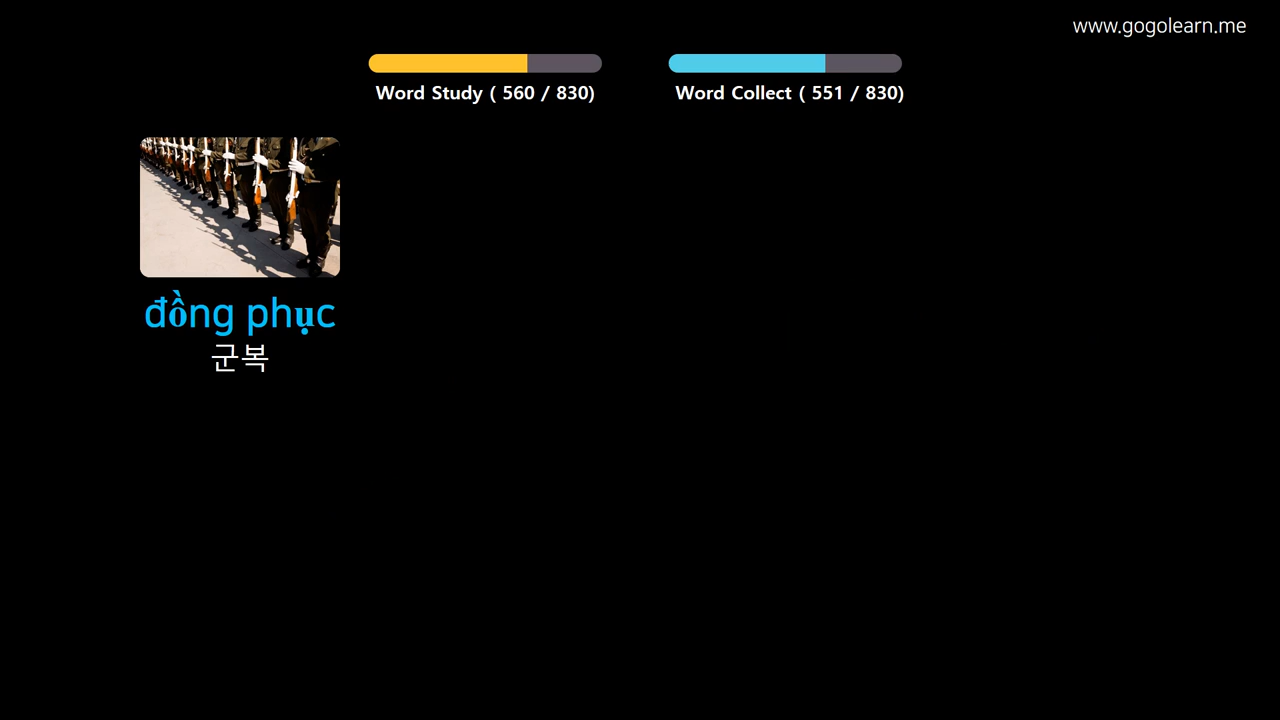 www.gogolearn.me
Word Study ( 560 / 830)
Word Collect ( 551 / 830)
đồng phục
군복